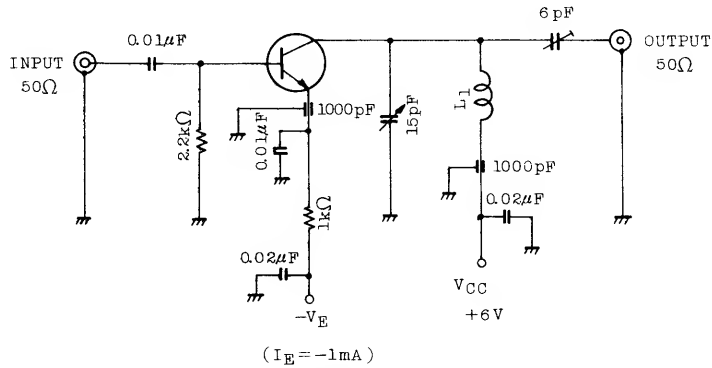 6pF
0.01μF
INPUT
50Ω
OUTPUT
50Ω
L1
1000pF
15pF
0.01μF
2.2kΩ
1000pF
1kΩ
0.02μF
0.02μF
VCC
+6V
-VE
(IE=-1mA)